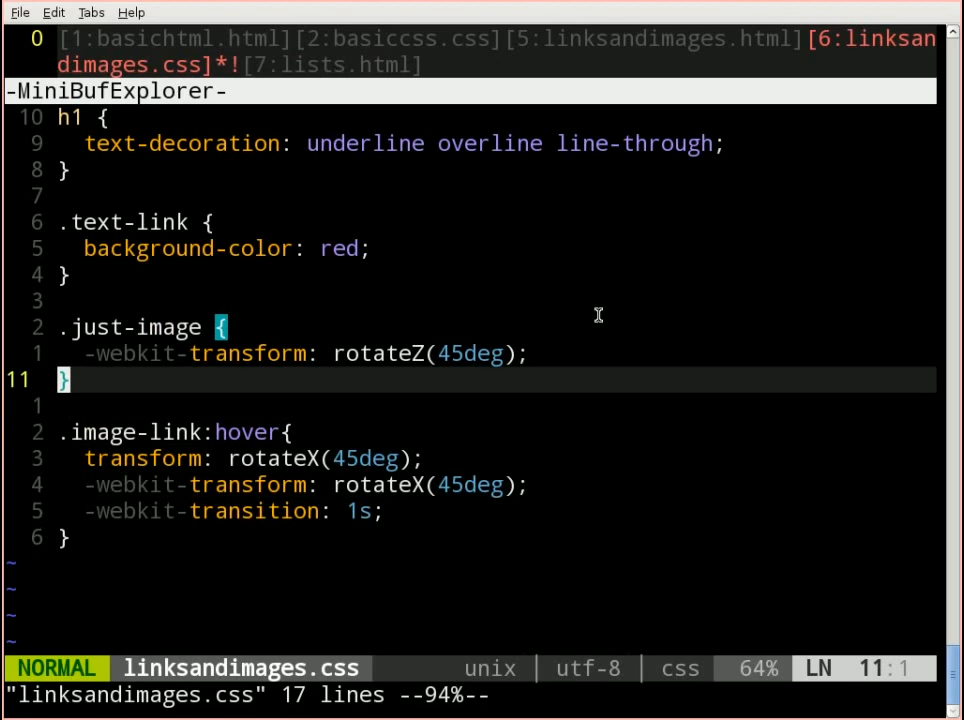 File Edit Tabs Help
0 [1:basichtml.html][2:basiccss.css][5:linksandimages.html][6:linksan
dimages.css]*![7:lists.html]
-MiniBufExplorer-
10 h1 {
9 text-decoration: underline overline line-through;
8 }
7
6 .text-link {
5 background-color: red;
4 }
3
2 .just-image {
1 -webkit-transform: rotateZ(45deg);
11 }
1
2 .image-link:hover{
3 transform: rotateX(45deg);
4 -webkit-transform: rotateX(45deg);
5 -webkit-transition: 1s;
6 }
~
~
~
~
NORMAL linksandimages.css unix | utf-8 | css 64% LN 11:1
"linksandimages.css" 17 lines --94%--